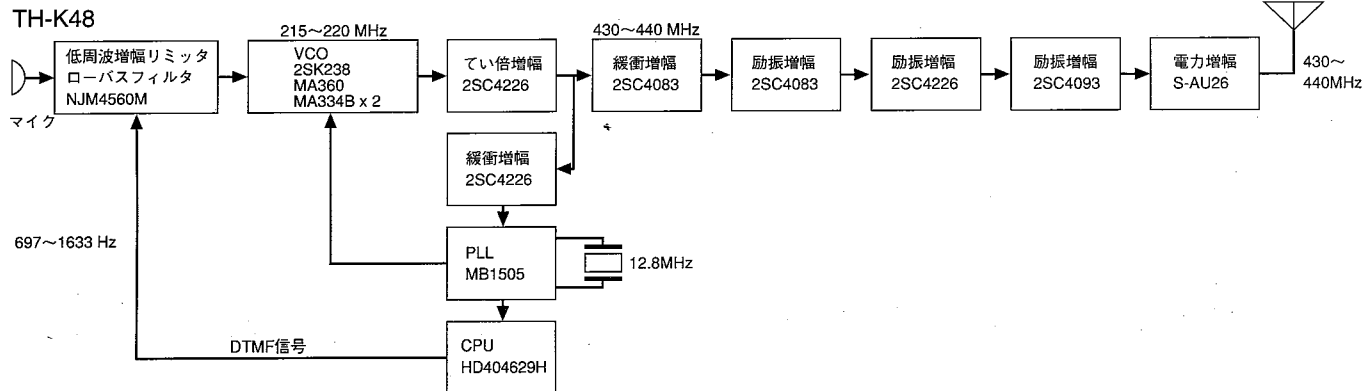 TH-K48
低周波増幅リミッタ
ローパスフィルタ
NJM4560M
マイク
215～220 MHz
VCO
2SK238
MA360
MA334B x 2
てい倍増幅
2SC4226
430～440 MHz
緩衝増幅
2SC4083
励振増幅
2SC4083
励振増幅
2SC4226
励振増幅
2SC4093
電力増幅
S-AU26
430～
440MHz
緩衝増幅
2SC4226
PLL
MB1505
12.8MHz
697～1633 Hz
DTMF信号
CPU
HD404629H